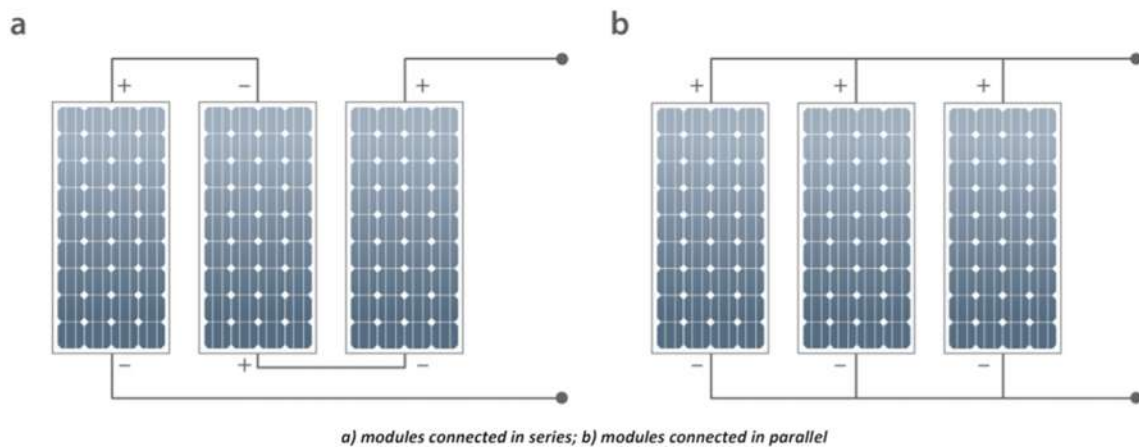 a
b
+ − + + + +
− + − − − −
a) modules connected in series; b) modules connected in parallel